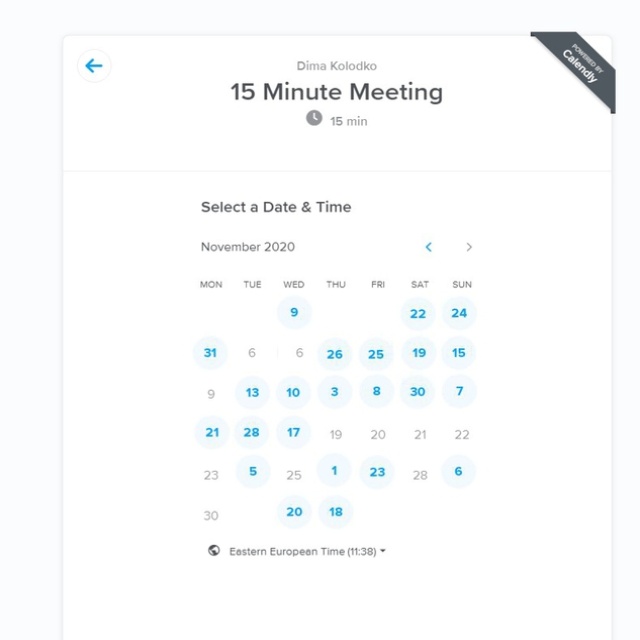 Dima Kolodko
POWERED BY
Calendly
15 Minute Meeting
15 min
Select a Date & Time
November 2020
MON TUE WED THU FRI SAT SUN
9 22 24
31 6 6 26 25 19 15
9 13 10 3 8 30 7
21 28 17 19 20 21 22
23 5 25 1 23 28 6
30 20 18
Eastern European Time (11:38)